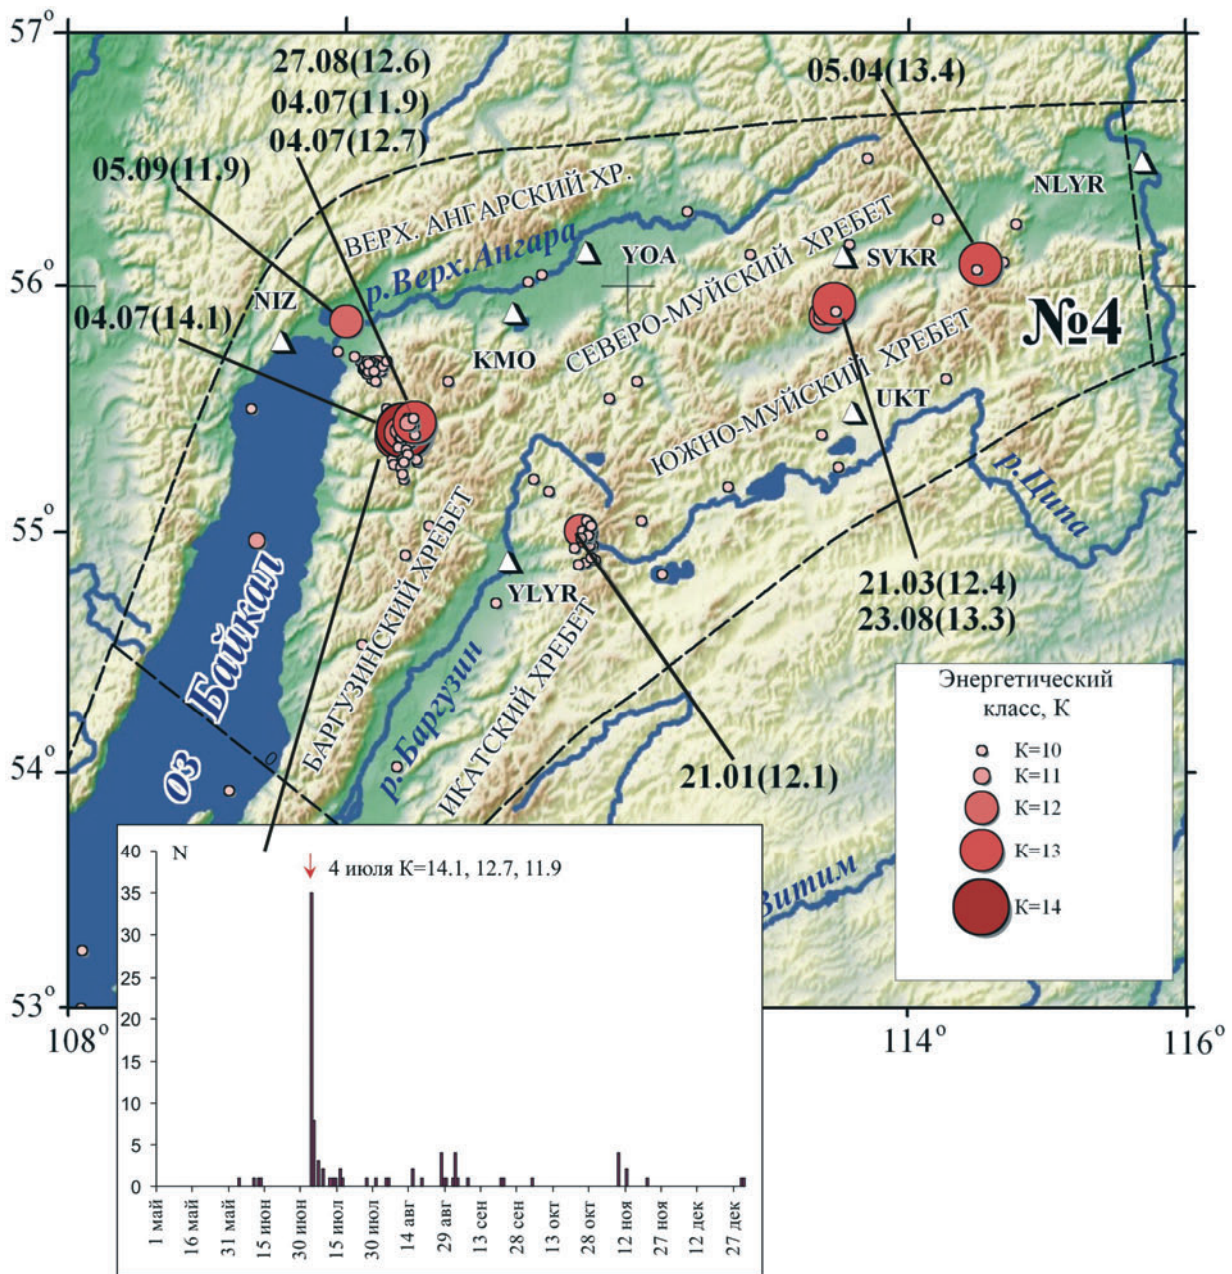 57°
27.08(12.6)
04.07(11.9)
04.07(12.7)
05.04(13.4)
05.09(11.9)
ВЕРХ. АНГАРСКИЙ ХР.
NLYR
р.Верх.Ангара
YOA
СЕВЕРО-МУЙСКИЙ ХРЕБЕТ
SVKR
56°
NIZ
04.07(14.1)
KMO
№4
ЮЖНО-МУЙСКИЙ ХРЕБЕТ
UKT
р.Ципа
55°
YLYR
21.03(12.4)
23.08(13.3)
оз Байкал
БАРГУЗИНСКИЙ ХРЕБЕТ
р.Баргузин
ИКАТСКИЙ ХРЕБЕТ
21.01(12.1)
54°
Энергетический
класс, К
К=10
К=11
К=12
К=13
К=14
Витим
53°
108°
114°
116°
N
4 июля К=14.1, 12.7, 11.9
40
35
30
25
20
15
10
5
0
1 май
16 май
31 май
15 июн
30 июн
15 июл
30 июл
14 авг
29 авг
13 сен
28 сен
13 окт
28 окт
12 ноя
27 ноя
12 дек
27 дек